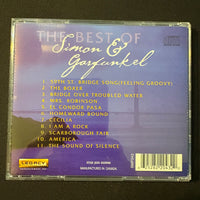 THE BEST OF
Simon &
Garfunkel
1. 59TH ST. BRIDGE SONG(FEELING GROOVY)
2. THE BOXER
3. BRIDGE OVER TROUBLED WATER
4. MRS. ROBINSON
5. EL CONDOR PASA
6. HOMEWARD BOUND
7. CECILIA
8. I AM A ROCK
9. SCARBOROUGH FAIR
10. AMERICA
11. THE SOUND OF SILENCE
LEGACY
MANUFACTURED IN CANADA